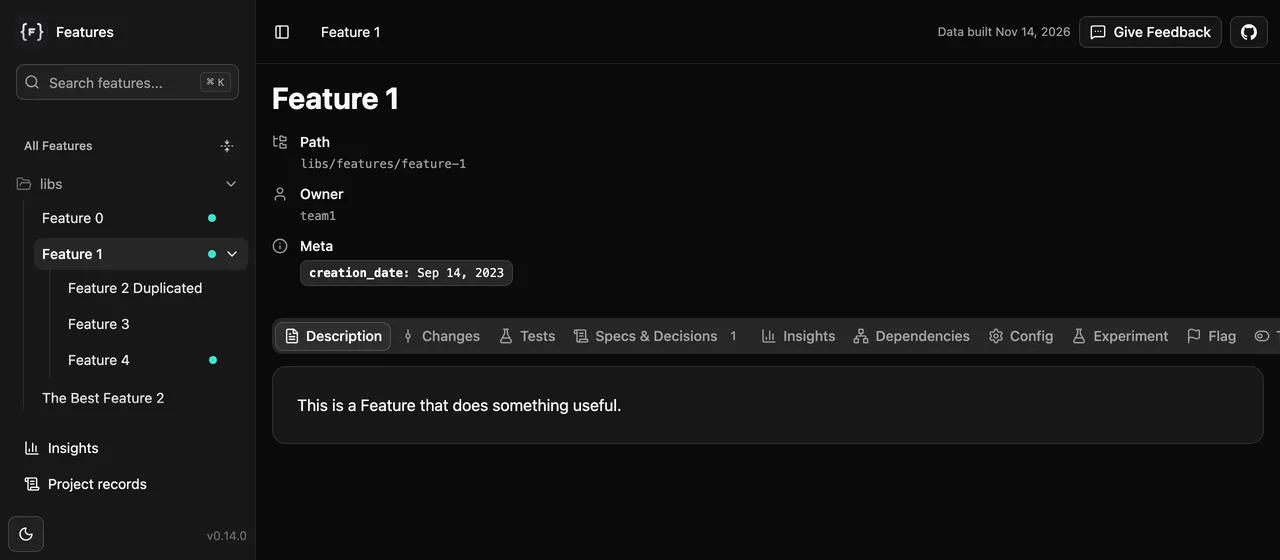 {F} Features
Search features...
⌘ K
All Features
libs
Feature 0
Feature 1
Feature 2 Duplicated
Feature 3
Feature 4
The Best Feature 2
Insights
Project records
v0.14.0
Feature 1
Data built Nov 14, 2026
Give Feedback
Feature 1
Path
libs/features/feature-1
Owner
team1
Meta
creation_date: Sep 14, 2023
Description Changes Tests Specs & Decisions 1 Insights Dependencies Config Experiment Flag
This is a Feature that does something useful.